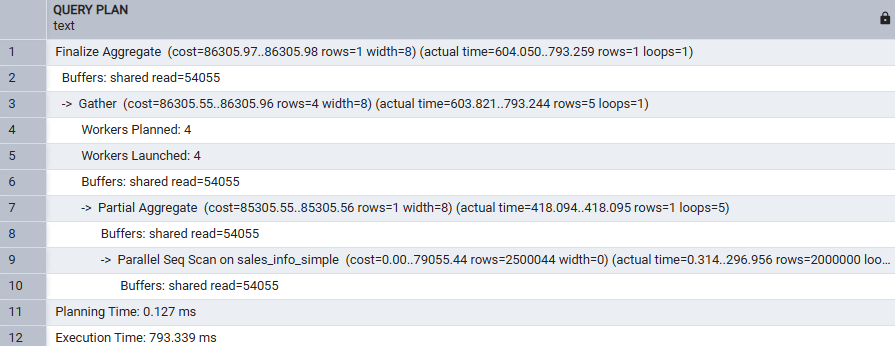 QUERY PLAN
text
1 Finalize Aggregate (cost=86305.97..86305.98 rows=1 width=8) (actual time=604.050..793.259 rows=1 loops=1)
2 Buffers: shared read=54055
3 -> Gather (cost=86305.55..86305.96 rows=4 width=8) (actual time=603.821..793.244 rows=5 loops=1)
4 Workers Planned: 4
5 Workers Launched: 4
6 Buffers: shared read=54055
7 -> Partial Aggregate (cost=85305.55..85305.56 rows=1 width=8) (actual time=418.094..418.095 rows=1 loops=5)
8 Buffers: shared read=54055
9 -> Parallel Seq Scan on sales_info_simple (cost=0.00..79055.44 rows=2500044 width=0) (actual time=0.314..296.956 rows=2000000 loo...
10 Buffers: shared read=54055
11 Planning Time: 0.127 ms
12 Execution Time: 793.339 ms